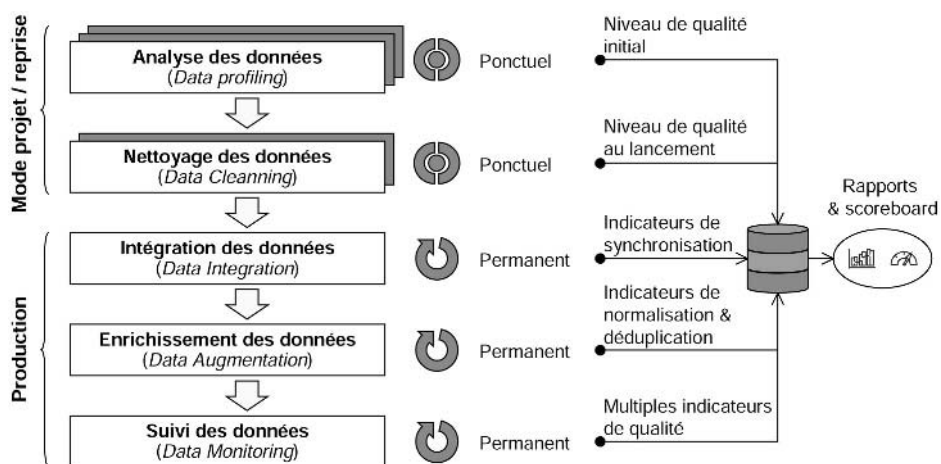 Mode projet / reprise
Analyse des données
(Data profiling)
Ponctuel
Niveau de qualité
initial
Nettoyage des données
(Data Cleanning)
Ponctuel
Niveau de qualité
au lancement
Rapports
& scoreboard
Production
Intégration des données
(Data Integration)
Permanent
Indicateurs de
synchronisation
Enrichissement des données
(Data Augmentation)
Permanent
Indicateurs de
normalisation &
déduplication
Suivi des données
(Data Monitoring)
Permanent
Multiples indicateurs
de qualité